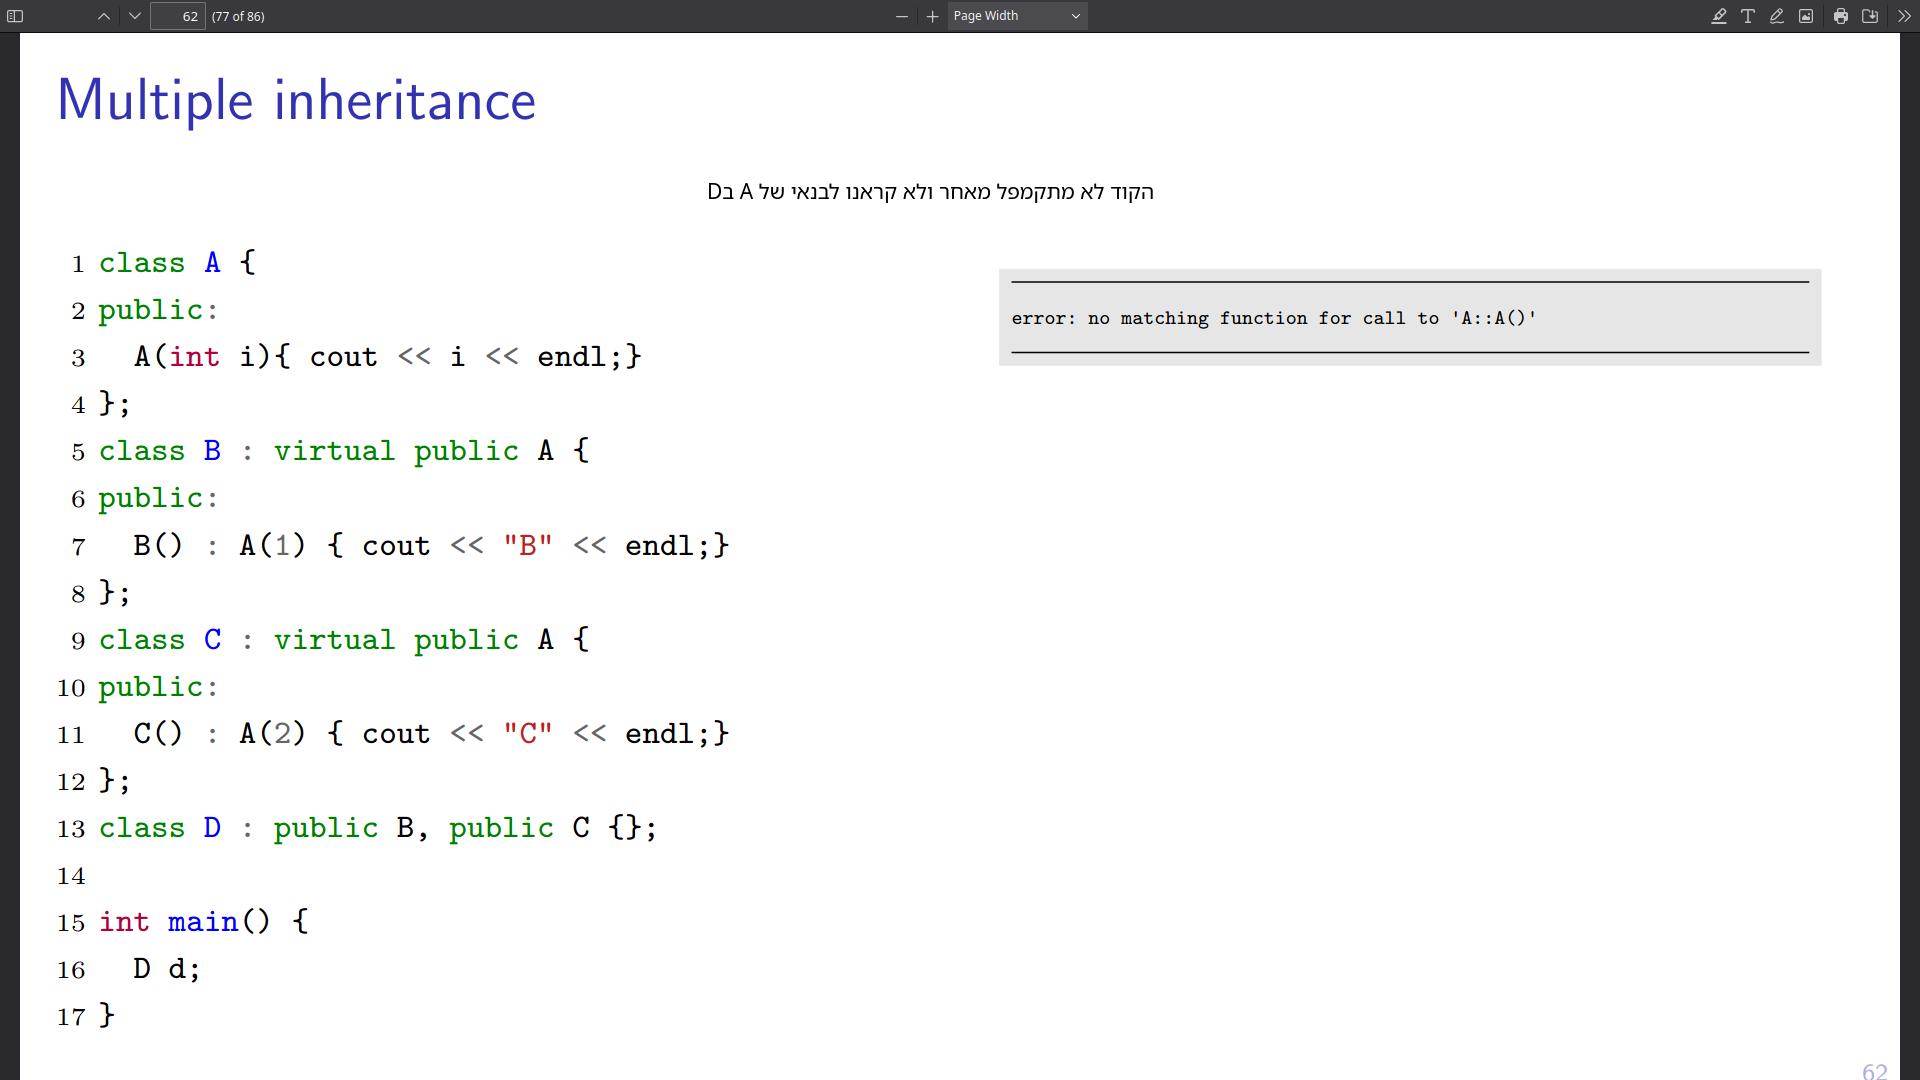 62 (77 of 86) Page Width
Multiple inheritance
הקוד לא מתקמפל מאחר ולא קראנו לבנאי של A בD
1 class A {
2 public:
3   A(int i){ cout << i << endl;}
4 };
5 class B : virtual public A {
6 public:
7   B() : A(1) { cout << "B" << endl;}
8 };
9 class C : virtual public A {
10 public:
11   C() : A(2) { cout << "C" << endl;}
12 };
13 class D : public B, public C {};
14
15 int main() {
16   D d;
17 }
error: no matching function for call to 'A::A()'
62